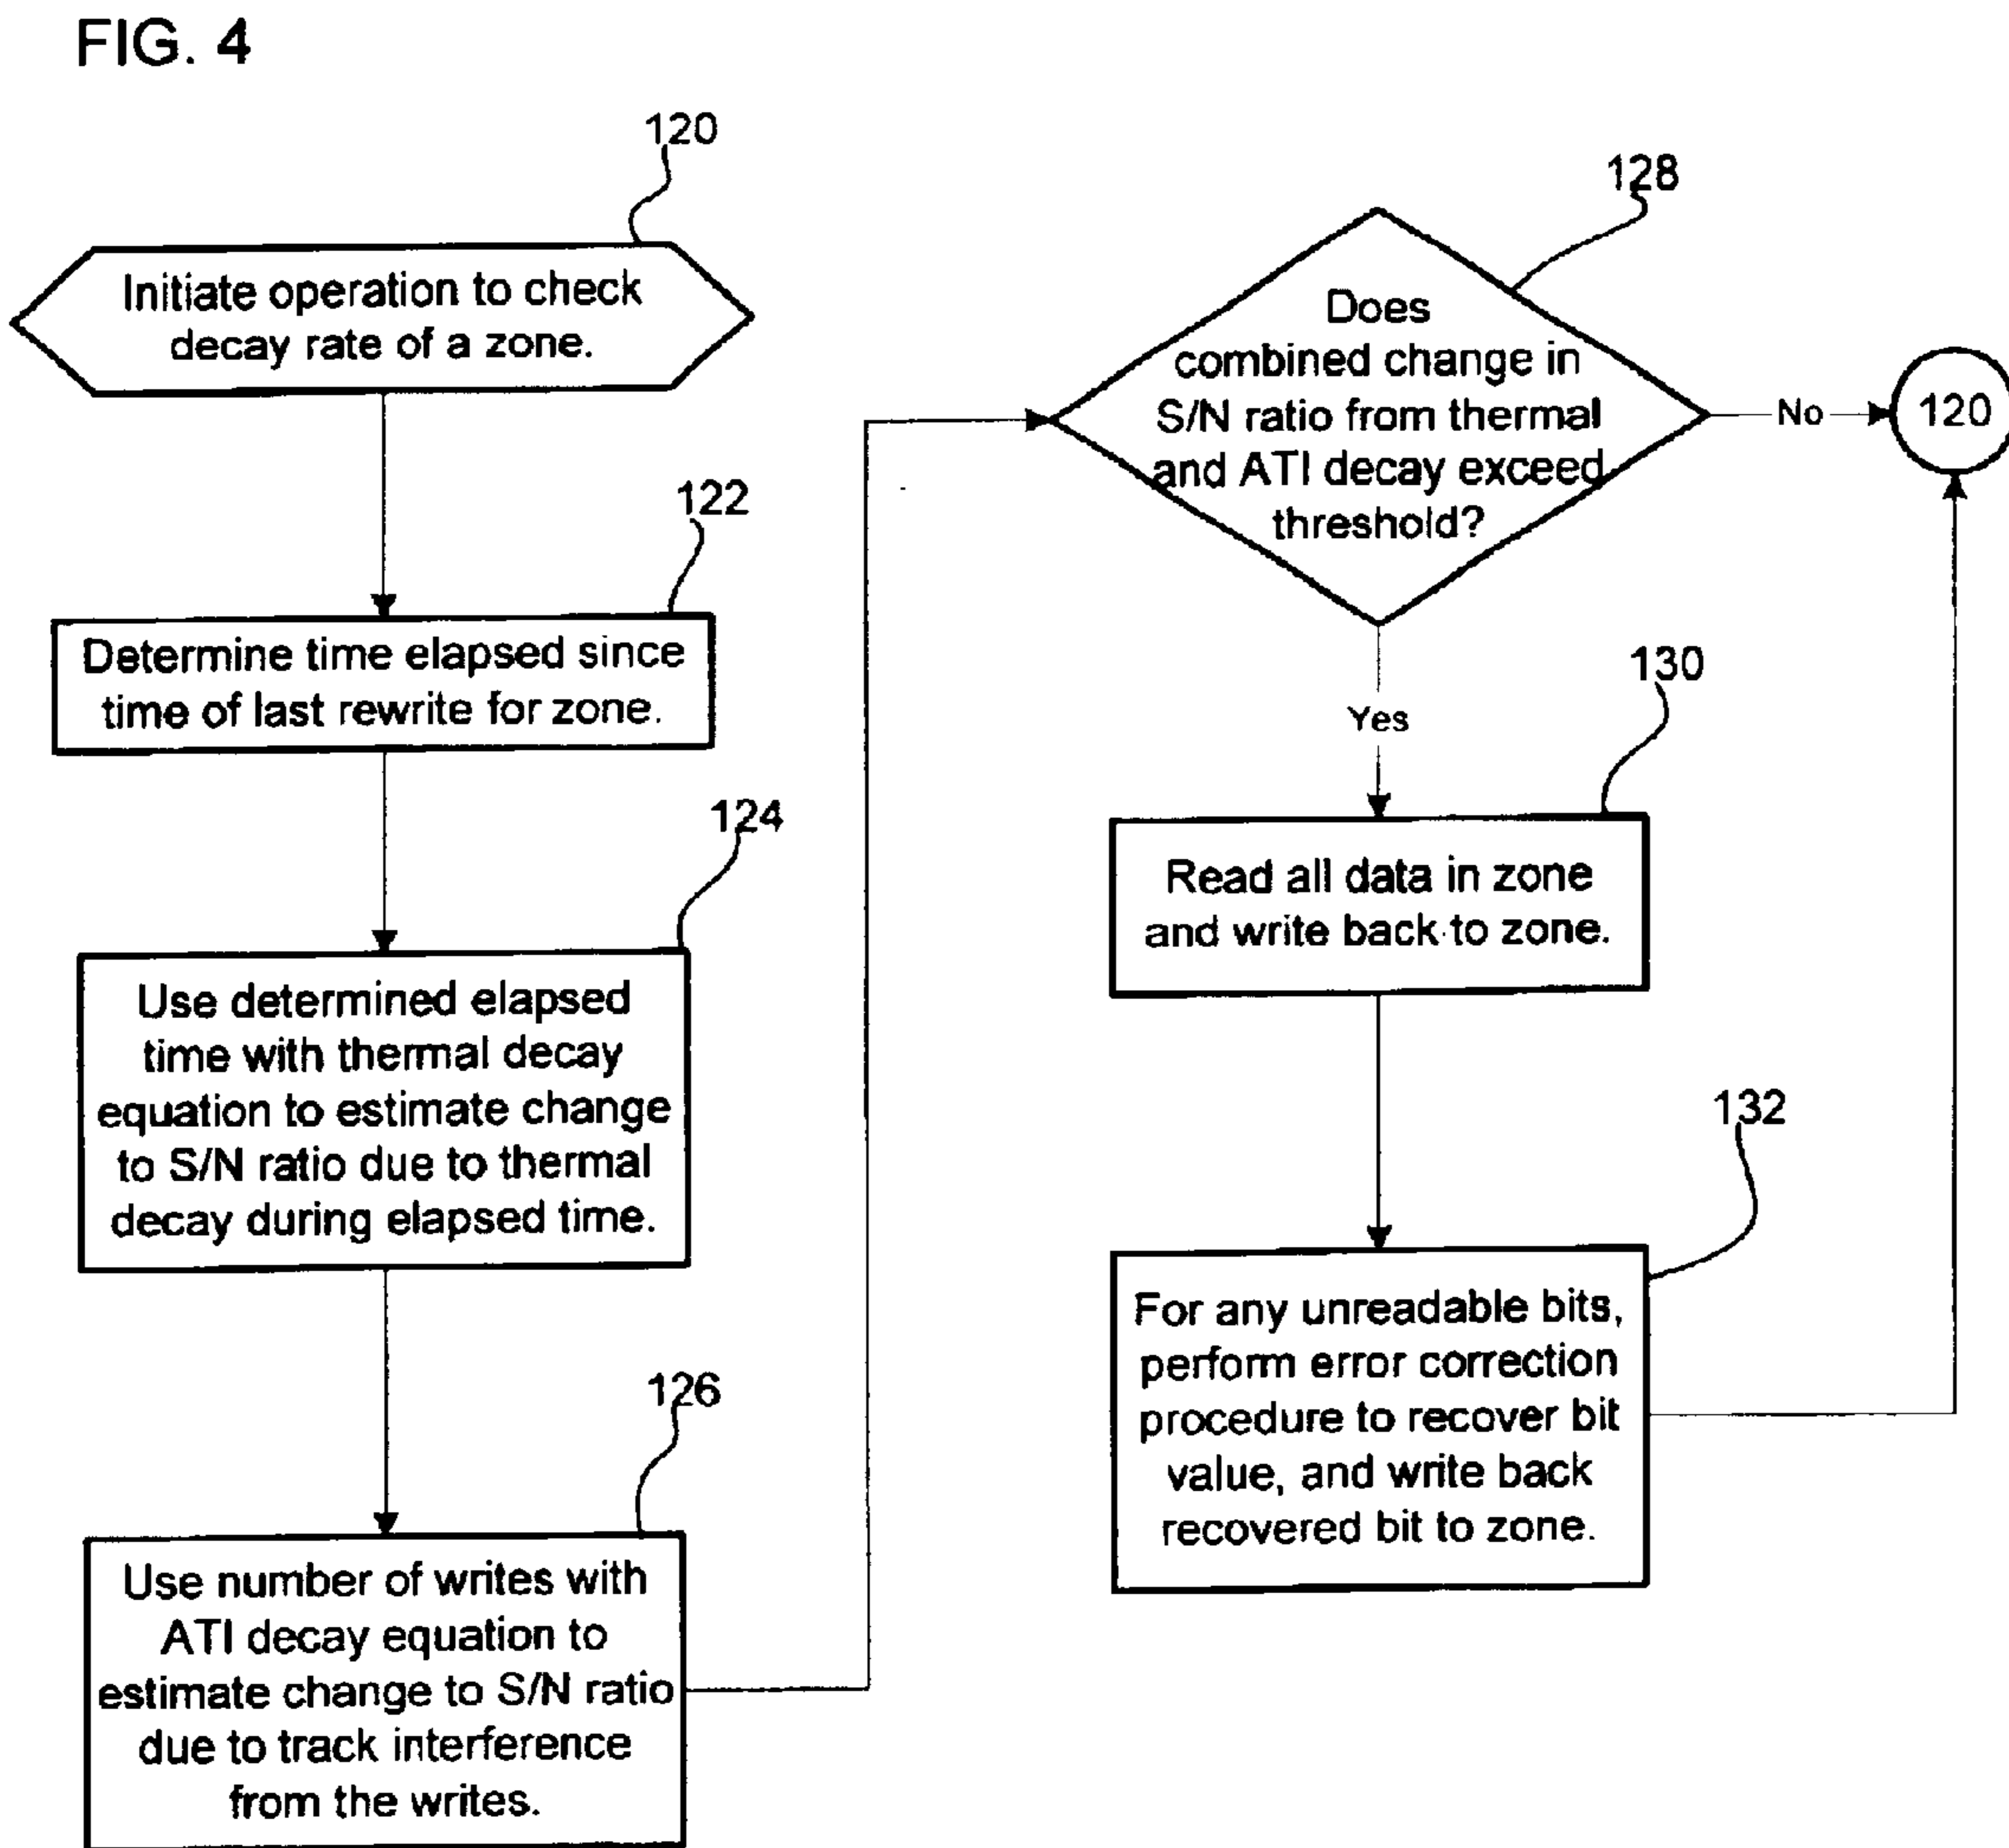 FIG. 4
120
Initiate operation to check
decay rate of a zone.
122
Determine time elapsed since
time of last rewrite for zone.
124
Use determined elapsed
time with thermal decay
equation to estimate change
to S/N ratio due to thermal
decay during elapsed time.
126
Use number of writes with
ATI decay equation to
estimate change to S/N ratio
due to track interference
from the writes.
128
Does
combined change in
S/N ratio from thermal
and ATI decay exceed
threshold?
No
120
Yes
130
Read all data in zone
and write back to zone.
132
For any unreadable bits,
perform error correction
procedure to recover bit
value, and write back
recovered bit to zone.